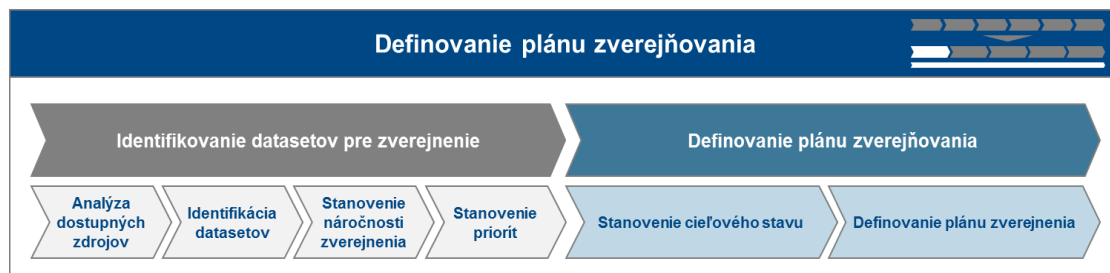 Definovanie plánu zverejňovania
Identifikovanie datasetov pre zverejnenie
Definovanie plánu zverejňovania
Analýza
dostupných
zdrojov
Identifikácia
datasetov
Stanovenie
náročnosti
zverejnenia
Stanovenie
priorít
Stanovenie cieľového stavu
Definovanie plánu zverejnenia